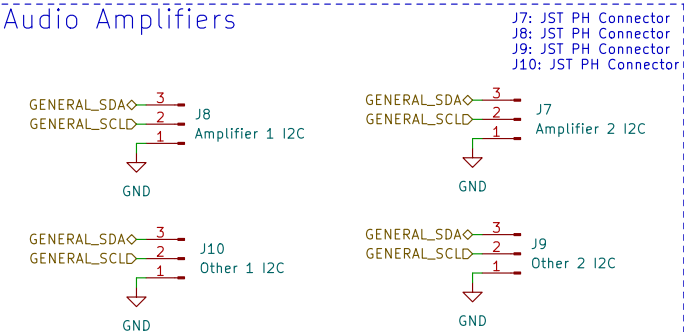 Audio Amplifiers
J7: JST PH Connector
J8: JST PH Connector
J9: JST PH Connector
J10: JST PH Connector
GENERAL_SDA 3
GENERAL_SCL 2
1
J8
Amplifier 1 I2C
GND
GENERAL_SDA 3
GENERAL_SCL 2
1
J7
Amplifier 2 I2C
GND
GENERAL_SDA 3
GENERAL_SCL 2
1
J10
Other 1 I2C
GND
GENERAL_SDA 3
GENERAL_SCL 2
1
J9
Other 2 I2C
GND